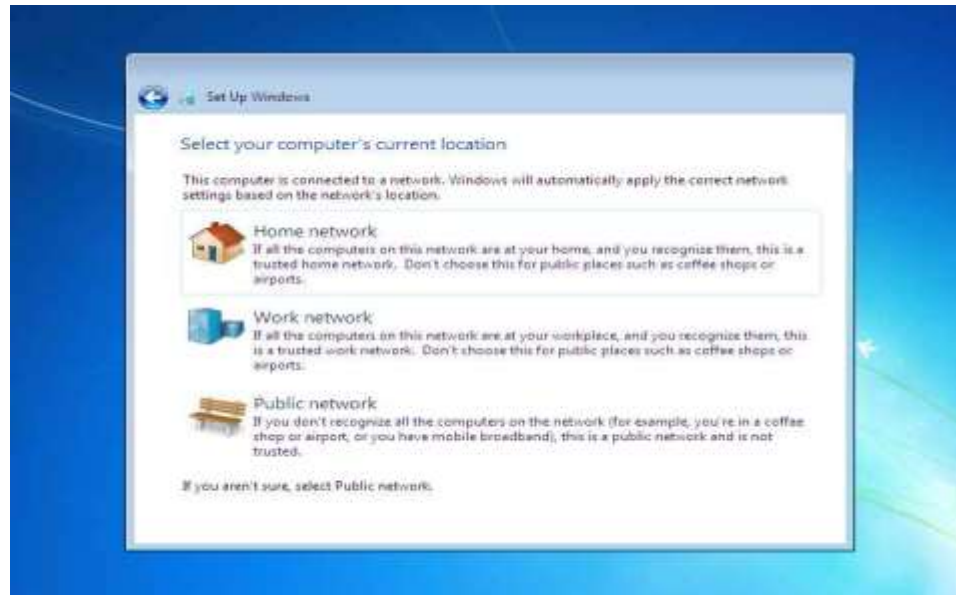 Set Up Windows
Select your computer's current location
This computer is connected to a network. Windows will automatically apply the correct network
settings based on the network's location.
Home network
If all the computers on this network are at your home, and you recognize them, this is a
trusted home network. Don't choose this for public places such as coffee shops or
airports.
Work network
If all the computers on this network are at your workplace, and you recognize them, this
is a trusted work network. Don't choose this for public places such as coffee shops or
airports.
Public network
If you don't recognize all the computers on the network (for example, you're in a coffee
shop or airport, or you have mobile broadband), this is a public network and is not
trusted.
If you aren't sure, select Public network.